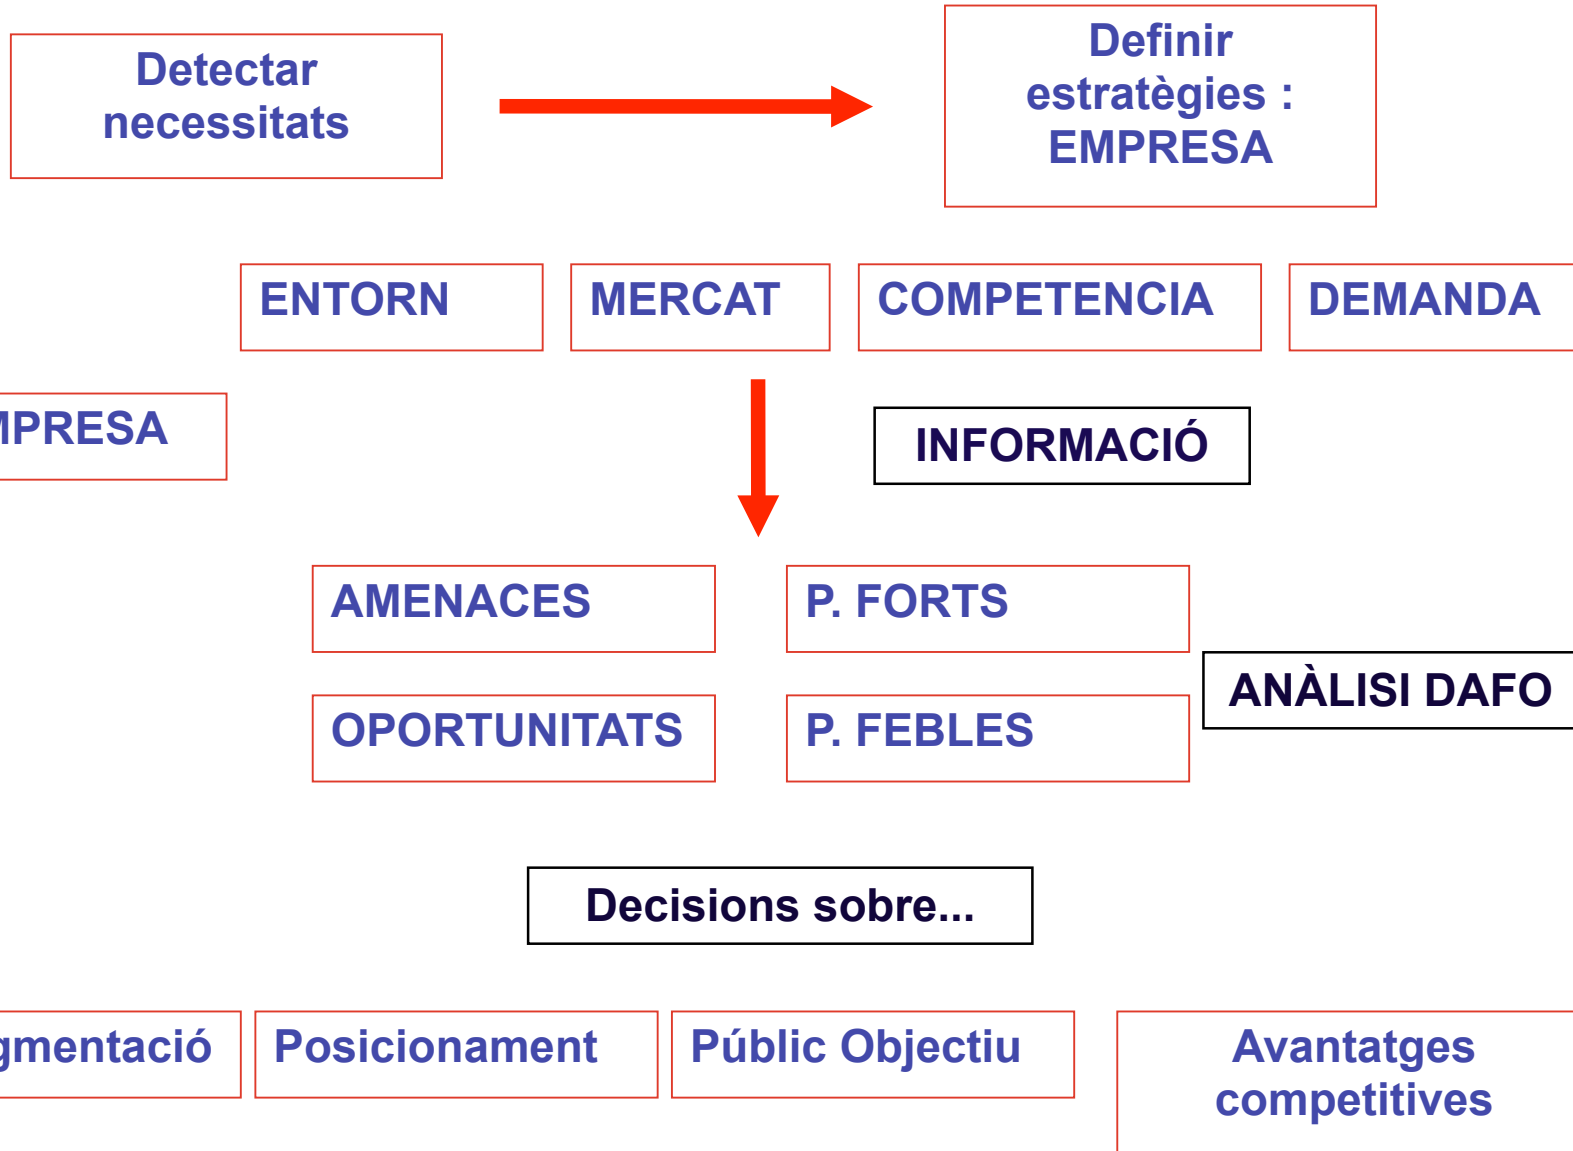 Detectar
necessitats
Definir
estratègies :
EMPRESA
ENTORN
MERCAT
COMPETENCIA
DEMANDA
MPRESA
INFORMACIÓ
AMENACES
P. FORTS
OPORTUNITATS
P. FEBLES
ANÀLISI DAFO
Decisions sobre...
gmentació
Posicionament
Públic Objectiu
Avantatges
competitives